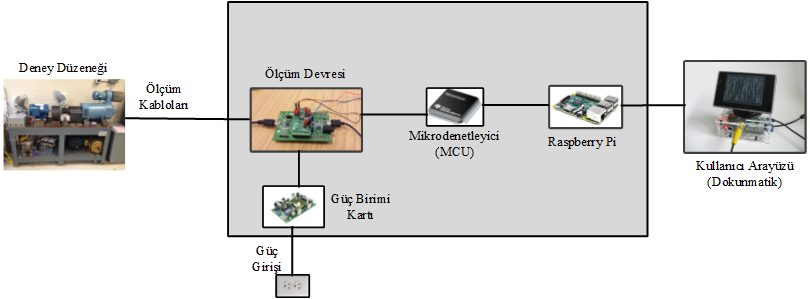 Deney Düzeneği
Ölçüm
Kabloları
Ölçüm Devresi
Mikrodenetleyici
(MCU)
Raspberry Pi
Kullanıcı Arayüzü
(Dokunmatik)
Güç Birimi
Kartı
Güç
Girişi